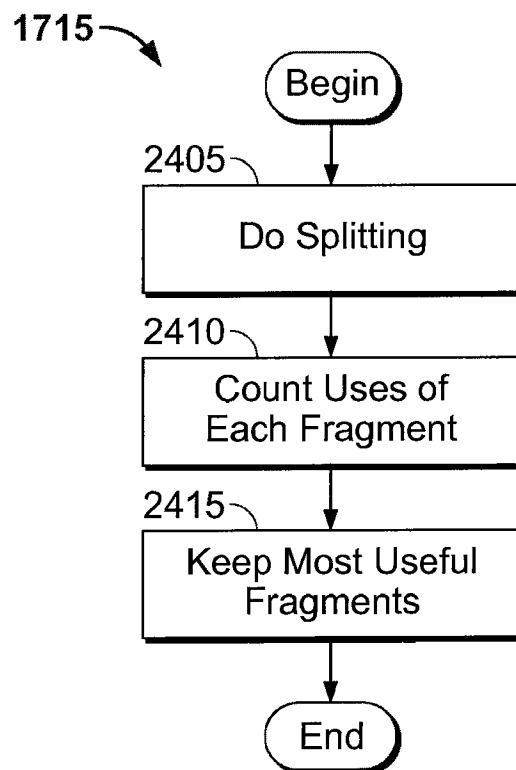 1715
Begin
2405
Do Splitting
2410
Count Uses of
Each Fragment
2415
Keep Most Useful
Fragments
End